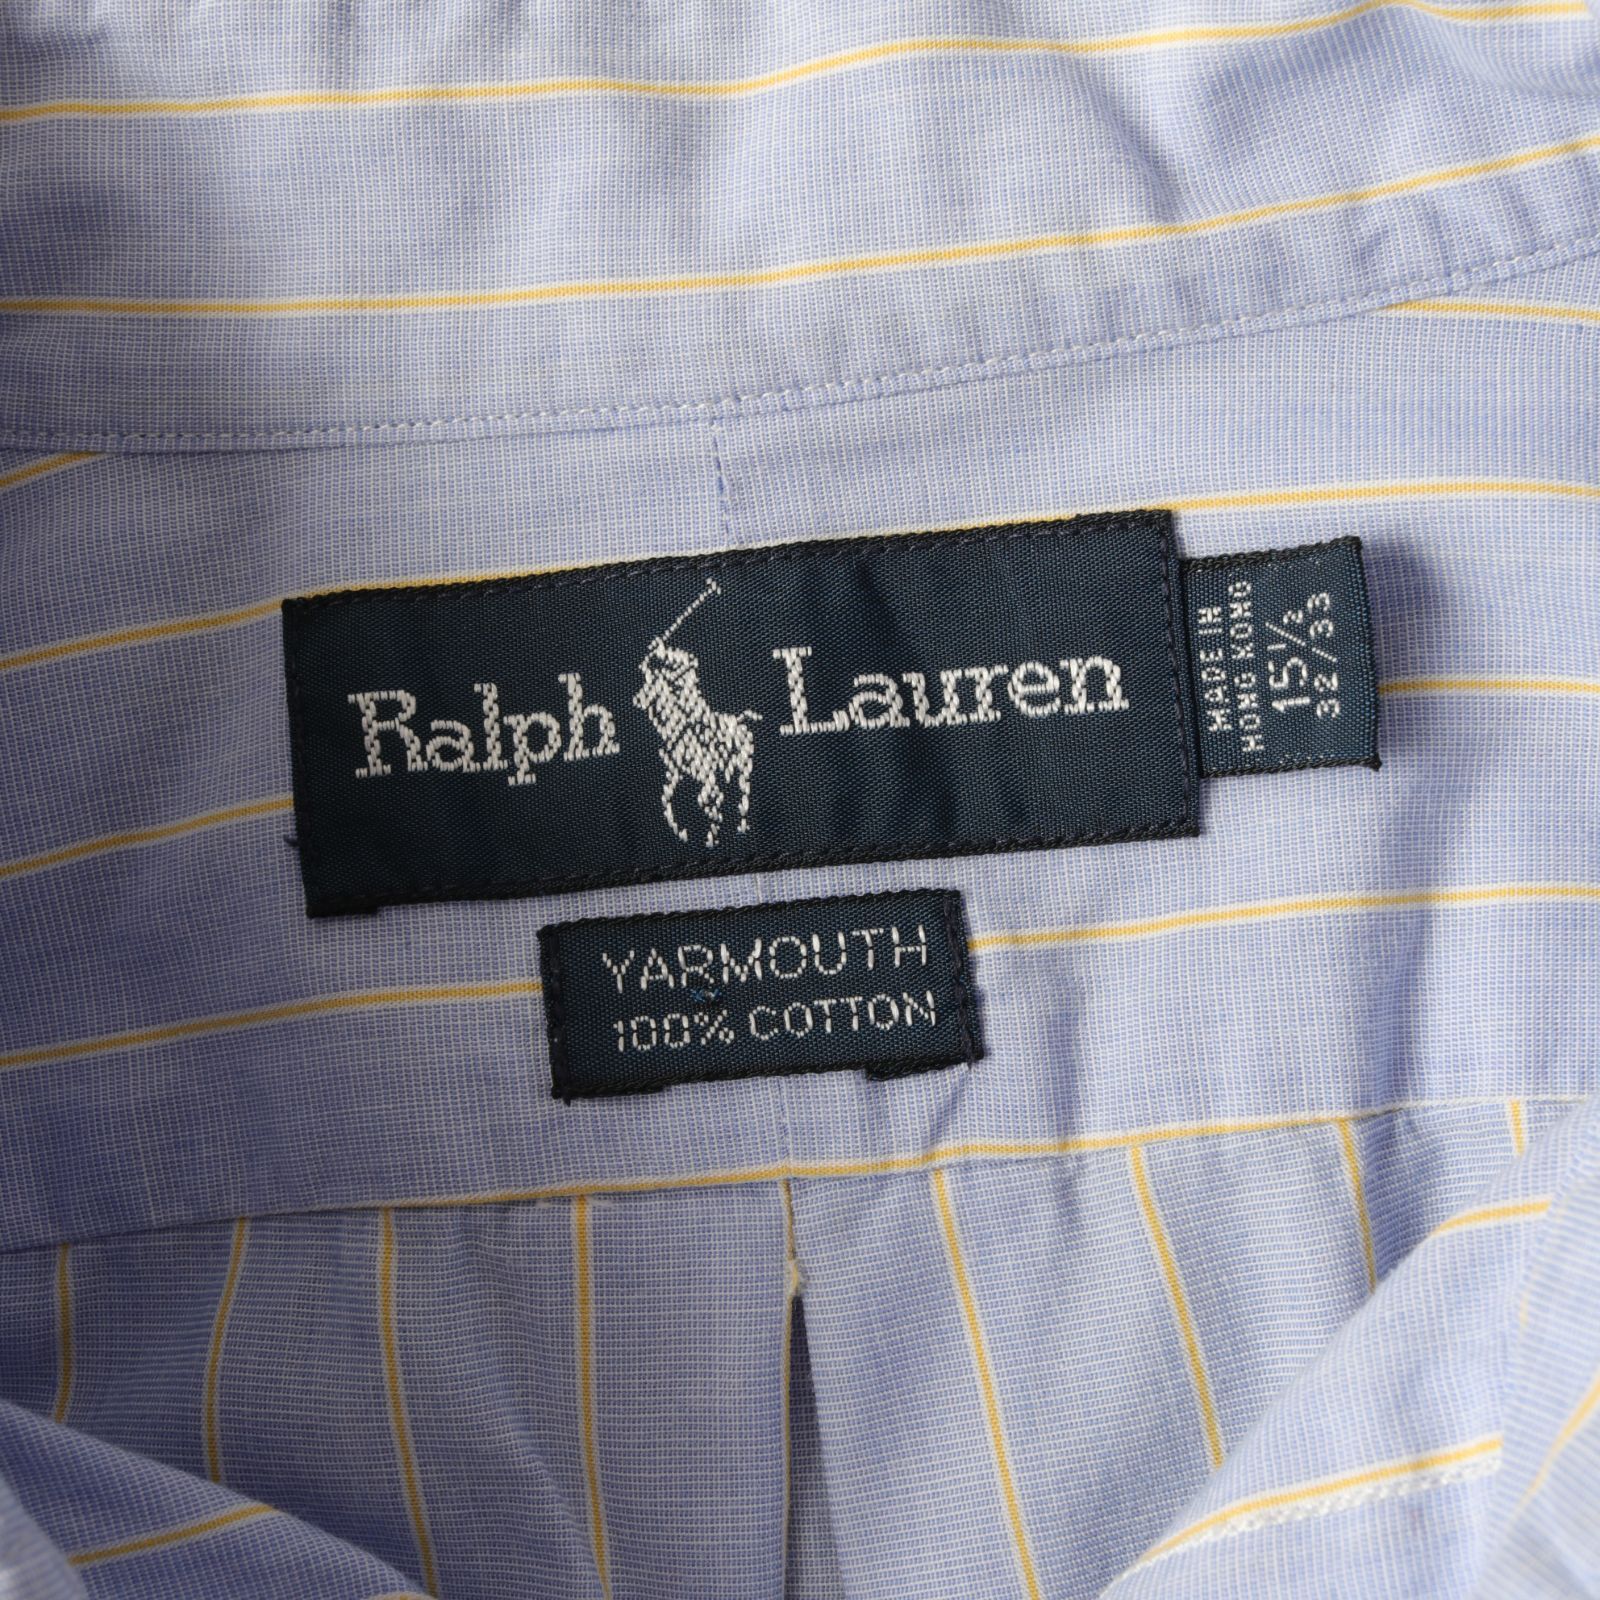 Ralph Lauren
MADE IN
HONG KONG
15 1/2
32/33
YARMOUTH
100% COTTON